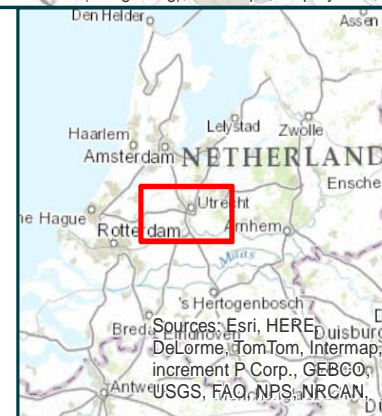 Den Helder
Assen
Haarlem
Lelystad
Zwolle
Amsterdam
NETHERLAND
Ensche
Utrecht
he Hague
Rotterdam
Arnhem
Maas
's Hertogenbosch
Breda
Eindhoven
Duisburg
Sources: Esri, HERE,
DeLorme, TomTom, Intermap,
increment P Corp., GEBCO,
USGS, FAO, NPS, NRCAN,
Antwe